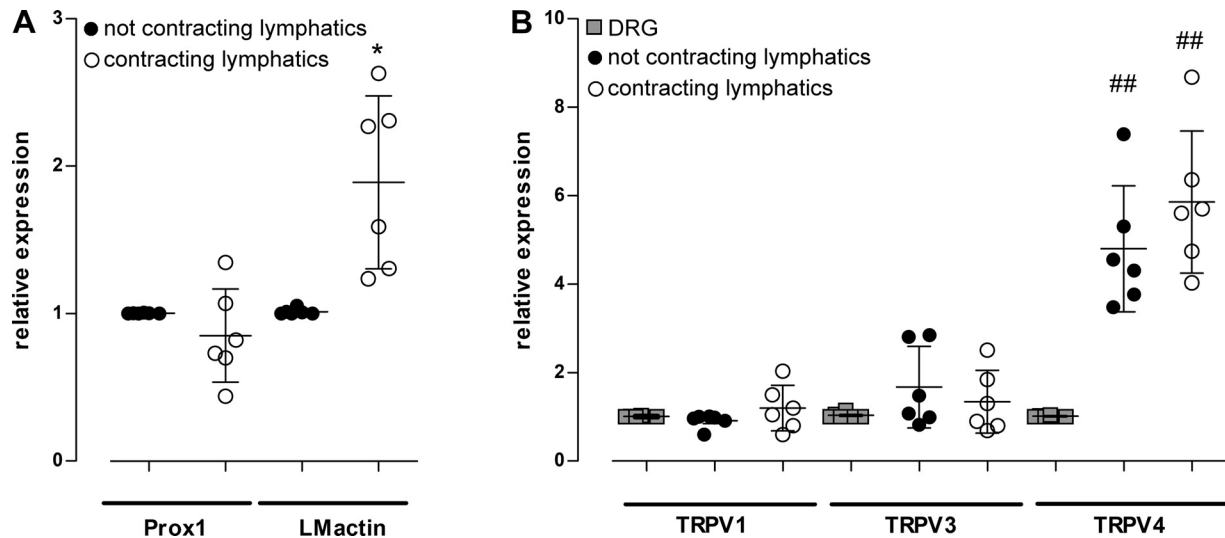 A
not contracting lymphatics
contracting lymphatics
*
relative expression
3
2
1
0
Prox1 LMactin
B
DRG
not contracting lymphatics
contracting lymphatics
## ##
relative expression
10
8
6
4
2
0
TRPV1 TRPV3 TRPV4